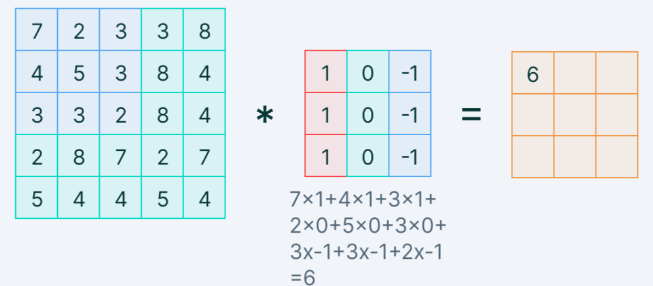 7 2 3 3 8
4 5 3 8 4
3 3 2 8 4
2 8 7 2 7
5 4 4 5 4
*
1 0 -1
1 0 -1
1 0 -1
=
6
7×1+4×1+3×1+
2×0+5×0+3×0+
3x-1+3x-1+2x-1
=6